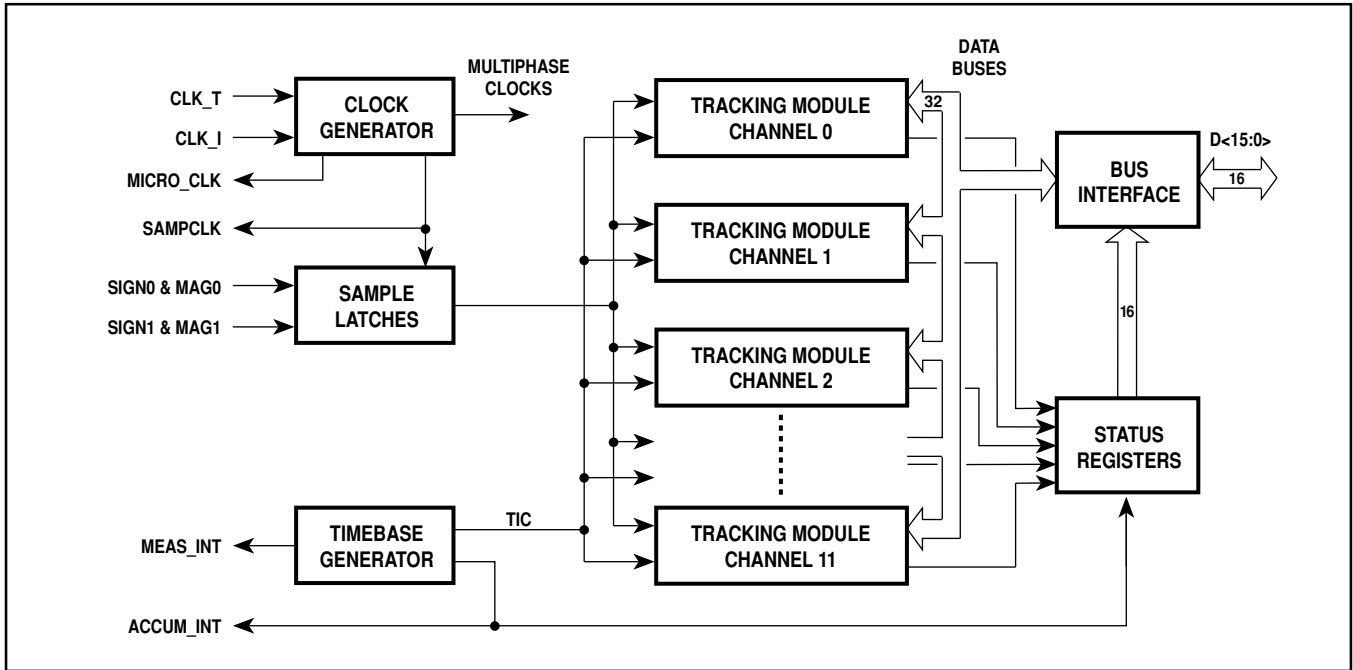 DATA
BUSES
MULTIPHASE
CLOCKS
CLK_T
CLK_I
CLOCK
GENERATOR
MICRO_CLK
SAMPCLK
SIGN0 & MAG0
SIGN1 & MAG1
SAMPLE
LATCHES
TRACKING MODULE
CHANNEL 0
32
TRACKING MODULE
CHANNEL 1
TRACKING MODULE
CHANNEL 2
TRACKING MODULE
CHANNEL 11
BUS
INTERFACE
D<15:0>
16
16
STATUS
REGISTERS
TIMEBASE
GENERATOR
TIC
MEAS_INT
ACCUM_INT